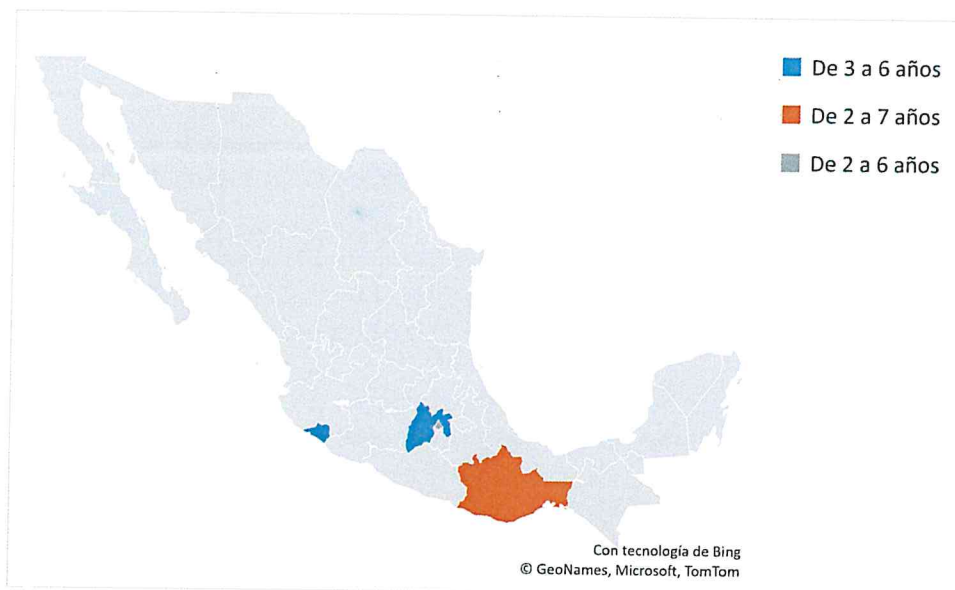 De 3 a 6 años
De 2 a 7 años
De 2 a 6 años
Con tecnología de Bing
© GeoNames, Microsoft, TomTom